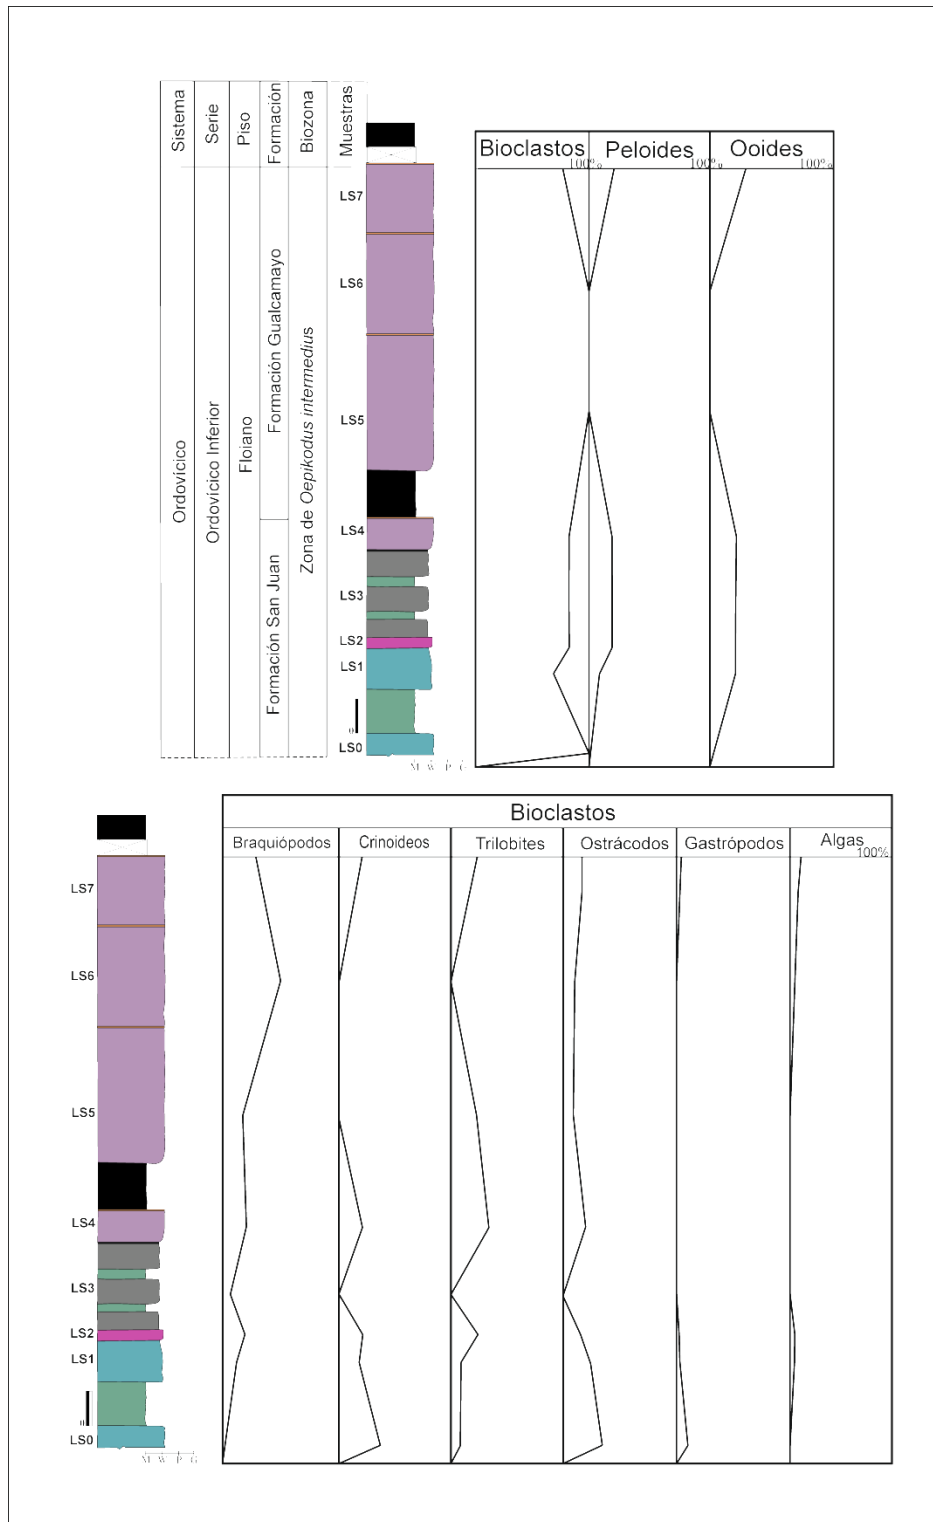 Sistema
Serie
Piso
Formación
Biozona
Muestras
Ordovícico
Ordovícico Inferior
Floiano
Formación Gualcamayo
Formación San Juan
Zona de Oepikodus intermedius
LS7
LS6
LS5
LS4
LS3
LS2
LS1
LS0
0
M W P G
Bioclastos Peloides Ooides
100% 100% 100%
Bioclastos
Braquiópodos Crinoideos Trilobites Ostrácodos Gastrópodos Algas
100%
LS7
LS6
LS5
LS4
LS3
LS2
LS1
LS0
0
M W P G